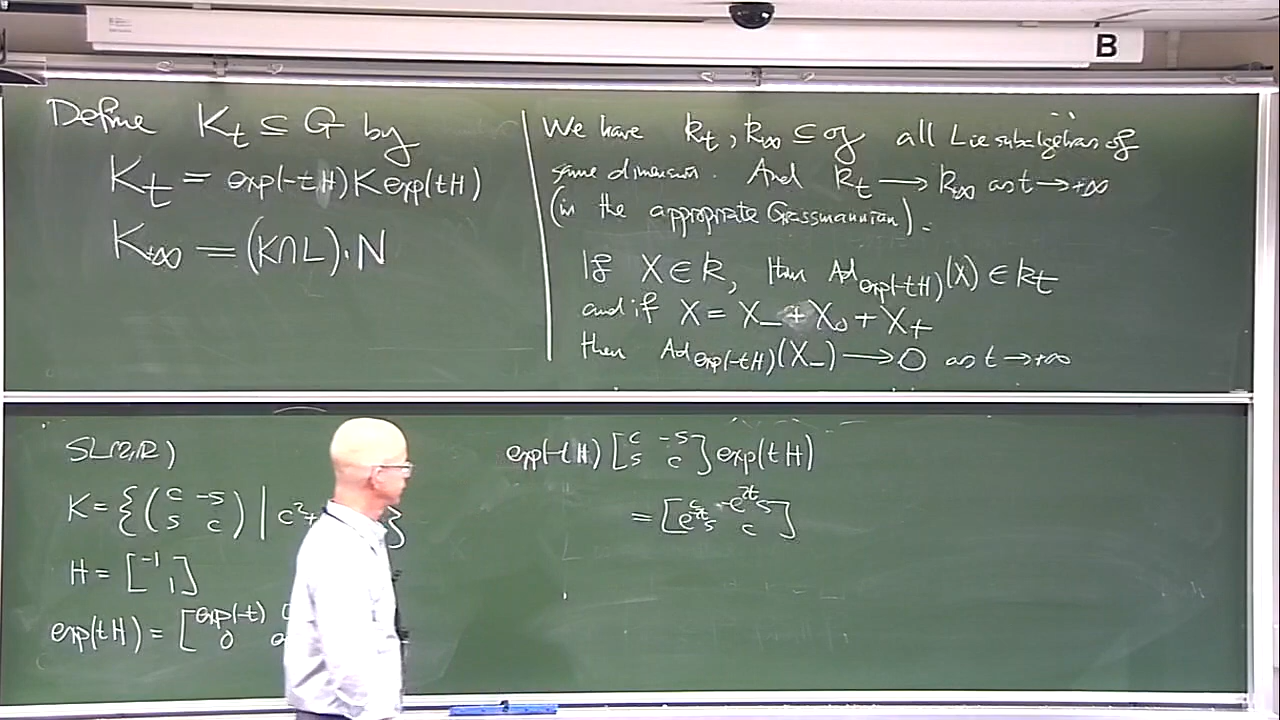 B
Define K_t ⊆ G by
K_t = exp(-tH) K exp(tH)
K_∞ = (K∩L)·N
We have k_t, k_∞ ⊆ g all Lie subalgebras of
same dimension. And k_t → k_∞ as t → +∞
(in the appropriate Grassmannian).
If X ∈ k, then Ad_exp(-tH)(X) ∈ k_t
and if X = X_- + X_0 + X_+
then Ad_exp(-tH)(X_-) → 0 as t → +∞
SL(2,R)
K = {(c -s
s c) | c²+ }
H = [-1
1]
exp(tH) = [exp(-t)
0
exp(-tH) [c -s
s c] exp(tH)
= [c -e^{2t}s
s c]